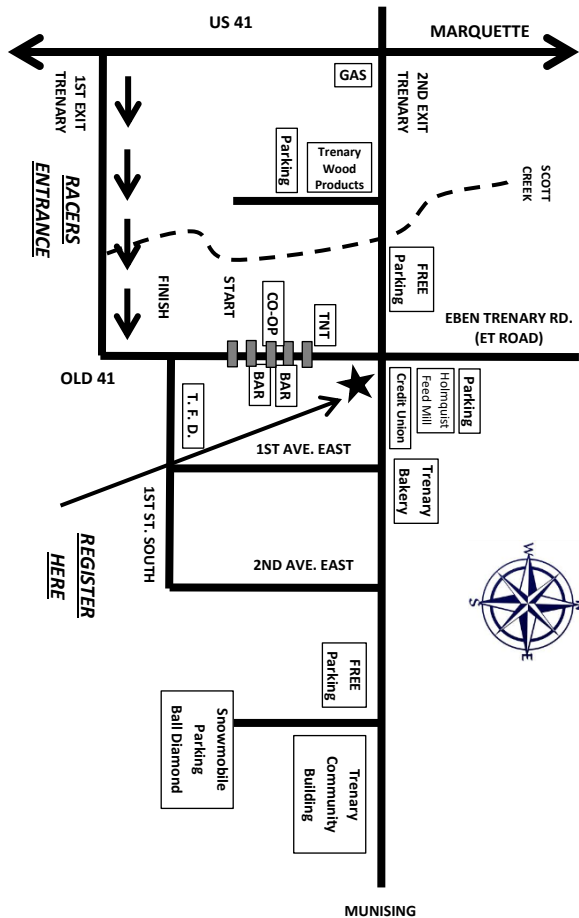 US 41
MARQUETTE
1ST EXIT
TRENARY
GAS
2ND EXIT
TRENARY
Parking
Trenary
Wood
Products
SCOTT
CREEK
RACERS
ENTRANCE
FREE
Parking
FINISH
START
CO-OP
TNT
EBEN TRENARY RD.
(ET ROAD)
OLD 41
BAR
BAR
T. F. D.
Credit Union
Holmquist
Feed Mill
Parking
1ST AVE. EAST
Trenary
Bakery
1ST ST. SOUTH
REGISTER
HERE
2ND AVE. EAST
W
N
S
E
FREE
Parking
Snowmobile
Parking
Ball Diamond
Trenary
Community
Building
MUNISING